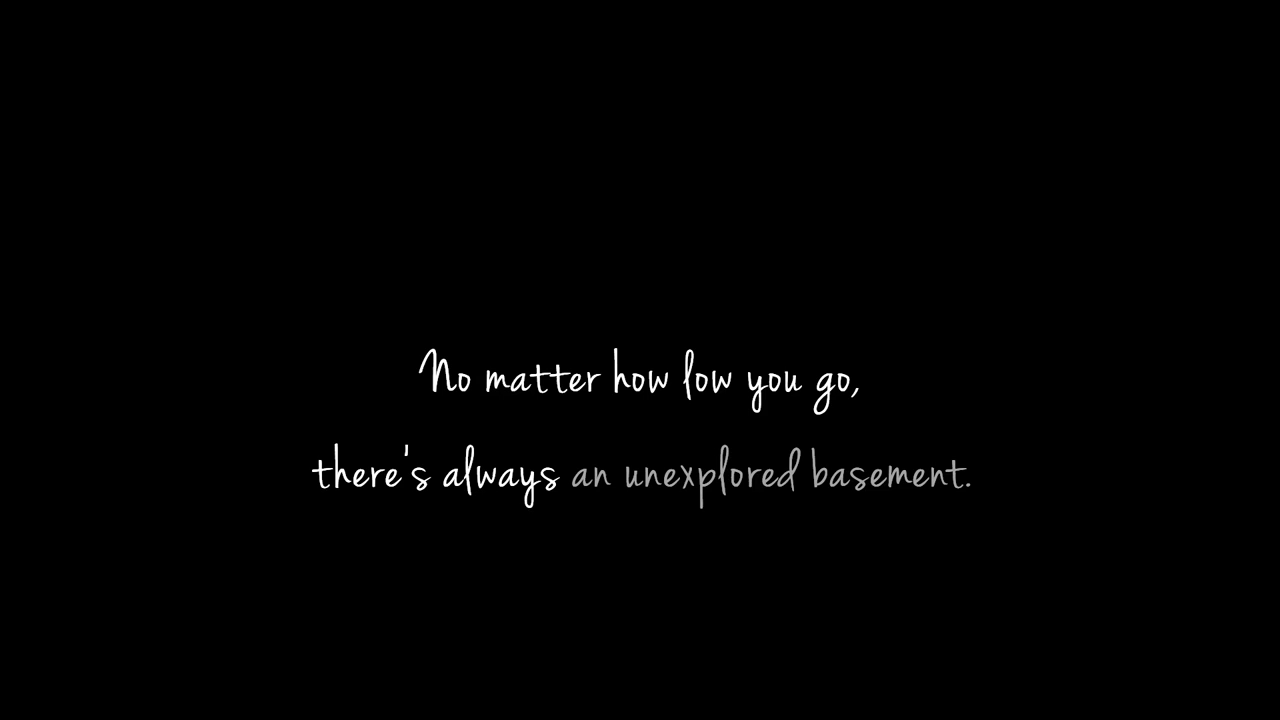 No matter how low you go,
there's always an unexplored basement.